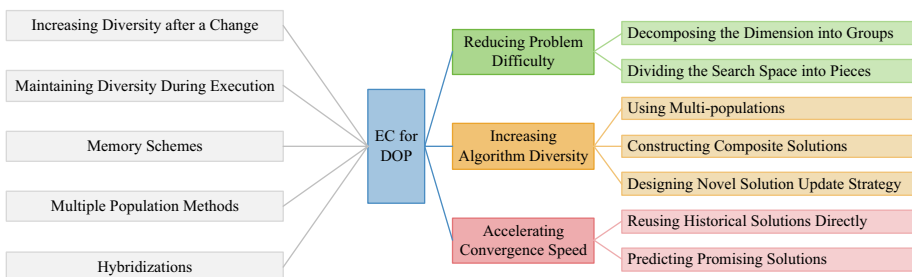 Increasing Diversity after a Change
Maintaining Diversity During Execution
Memory Schemes
Multiple Population Methods
Hybridizations
EC for
DOP
Reducing Problem
Difficulty
Increasing
Algorithm Diversity
Accelerating
Convergence Speed
Decomposing the Dimension into Groups
Dividing the Search Space into Pieces
Using Multi-populations
Constructing Composite Solutions
Designing Novel Solution Update Strategy
Reusing Historical Solutions Directly
Predicting Promising Solutions